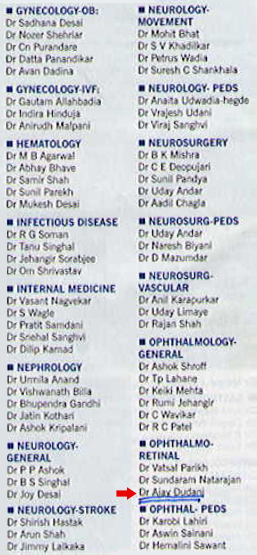 ■ GYNECOLOGY-OB:
Dr Sadhana Desai
Dr Nozer Shehriar
Dr Cn Purandare
Dr Datta Panandikar
Dr Avan Dadina
■ GYNECOLOGY-IVF:
Dr Gautam Allahbadia
Dr Indira Hinduja
Dr Anirudh Malpani
■ HEMATOLOGY
Dr M B Agarwal
Dr Abhay Bhave
Dr Samir Shah
Dr Sunil Parekh
Dr Mukesh Desai
■ INFECTIOUS DISEASE
Dr R G Soman
Dr Tanu Singhal
Dr Jehangir Sorabjee
Dr Om Shrivastav
■ INTERNAL MEDICINE
Dr Vasant Nagvekar
Dr S Wagle
Dr Pratit Samdani
Dr Snehal Sanghvi
Dr Dilip Karnad
■ NEPHROLOGY
Dr Urmila Anand
Dr Vishwanath Billa
Dr Bhupendra Gandhi
Dr Jatin Kothari
Dr Ashok Kripalani
■ NEUROLOGY-
GENERAL
Dr P P Ashok
Dr B S Singhal
Dr Joy Desai
■ NEUROLOGY-STROKE
Dr Shirish Hastak
Dr Arun Shah
Dr Jimmy Lalkaka
■ NEUROLOGY-
MOVEMENT
Dr Mohit Bhat
Dr S V Khadilkar
Dr Petrus Wadia
Dr Suresh C Shankhala
■ NEUROLOGY- PEDS
Dr Anaita Udwadia-hegde
Dr Vrajesh Udani
Dr Viraj Sanghvi
■ NEUROSURGERY
Dr B K Mishra
Dr C E Deopujari
Dr Sunil Pandya
Dr Uday Andar
Dr Aadil Chagla
■ NEUROSURG-PEDS
Dr Uday Andar
Dr Naresh Biyani
Dr D Mazumdar
■ NEUROSURG-
VASCULAR
Dr Anil Karapurkar
Dr Uday Limaye
Dr Rajan Shah
■ OPHTHALMOLOGY-
GENERAL
Dr Ashok Shroff
Dr Tp Lahane
Dr Keiki Mehta
Dr Rumi Jehangir
Dr C Wavikar
Dr R C Patel
■ OPHTHALMO-
RETINAL
Dr Vatsal Parikh
Dr Sundaram Natarajan
Dr Ajay Dudani
■ OPHTHAL- PEDS
Dr Karobi Lahiri
Dr Aswin Sainani
Dr Hemalini Sawant